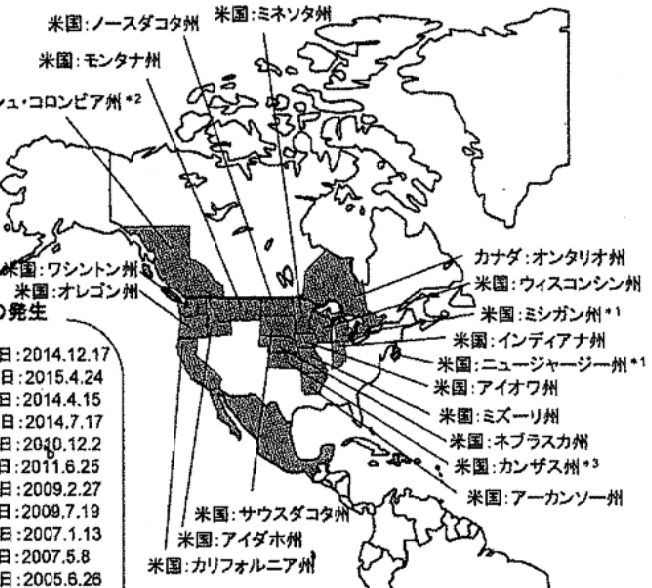 米国:ノースダコタ州
米国:ミネソタ州
米国:モンタナ州
シュ・コロンビア州*2
米国:ワシントン州
米国:オレゴン州
の発生
日:2014.12.17
日:2015.4.24
日:2014.4.15
日:2014.7.17
日:2010.12.2
日:2011.6.25
日:2009.2.27
日:2009.7.19
日:2007.1.13
日:2007.5.8
日:2005.6.26
カナダ:オンタリオ州
米国:ウィスコンシン州
米国:ミシガン州*1
米国:インディアナ州
米国:ニュージャージー州*1
米国:アイオワ州
米国:ミズーリ州
米国:ネブラスカ州
米国:カンザス州*3
米国:アーカンソー州
米国:サウスダコタ州
米国:アイダホ州
米国:カリフォルニア州